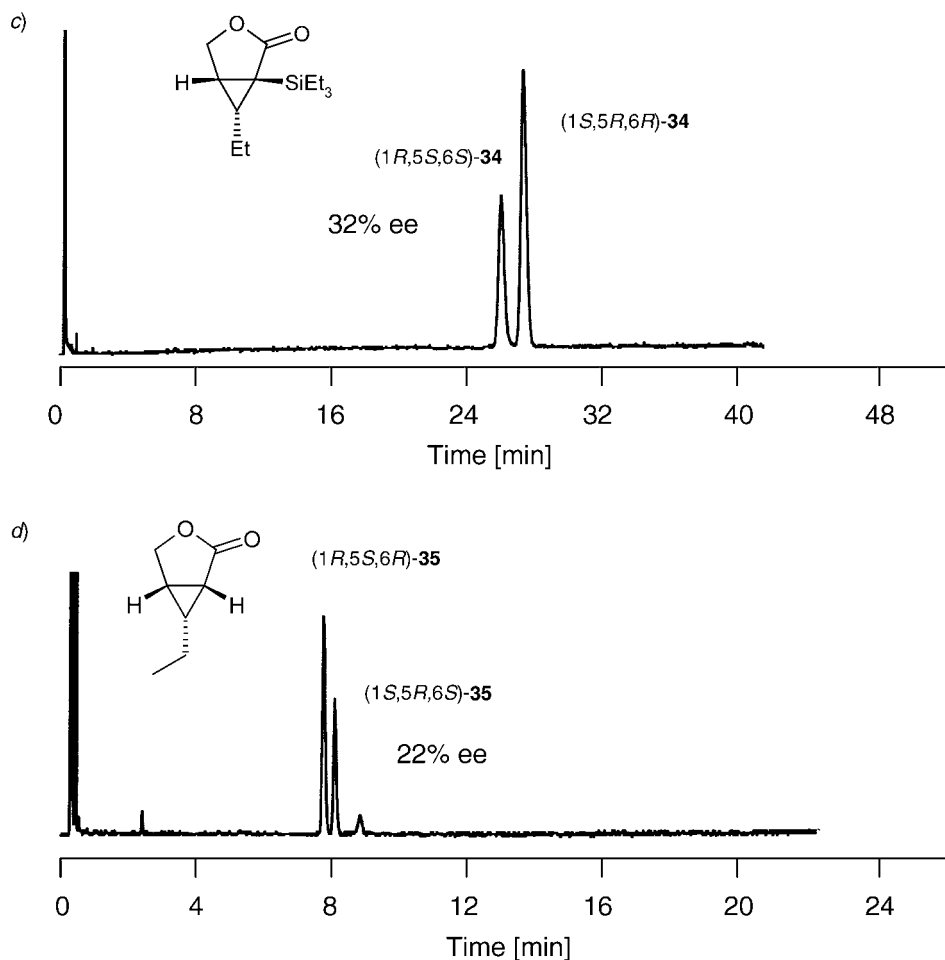 c)
O
O
H
SiEt3
Et
(1S,5R,6R)-34
(1R,5S,6S)-34
32% ee
0 8 16 24 32 40 48
Time [min]
d)
O
O
(1R,5S,6R)-35
H H
(1S,5R,6S)-35
22% ee
0 4 8 12 16 20 24
Time [min]